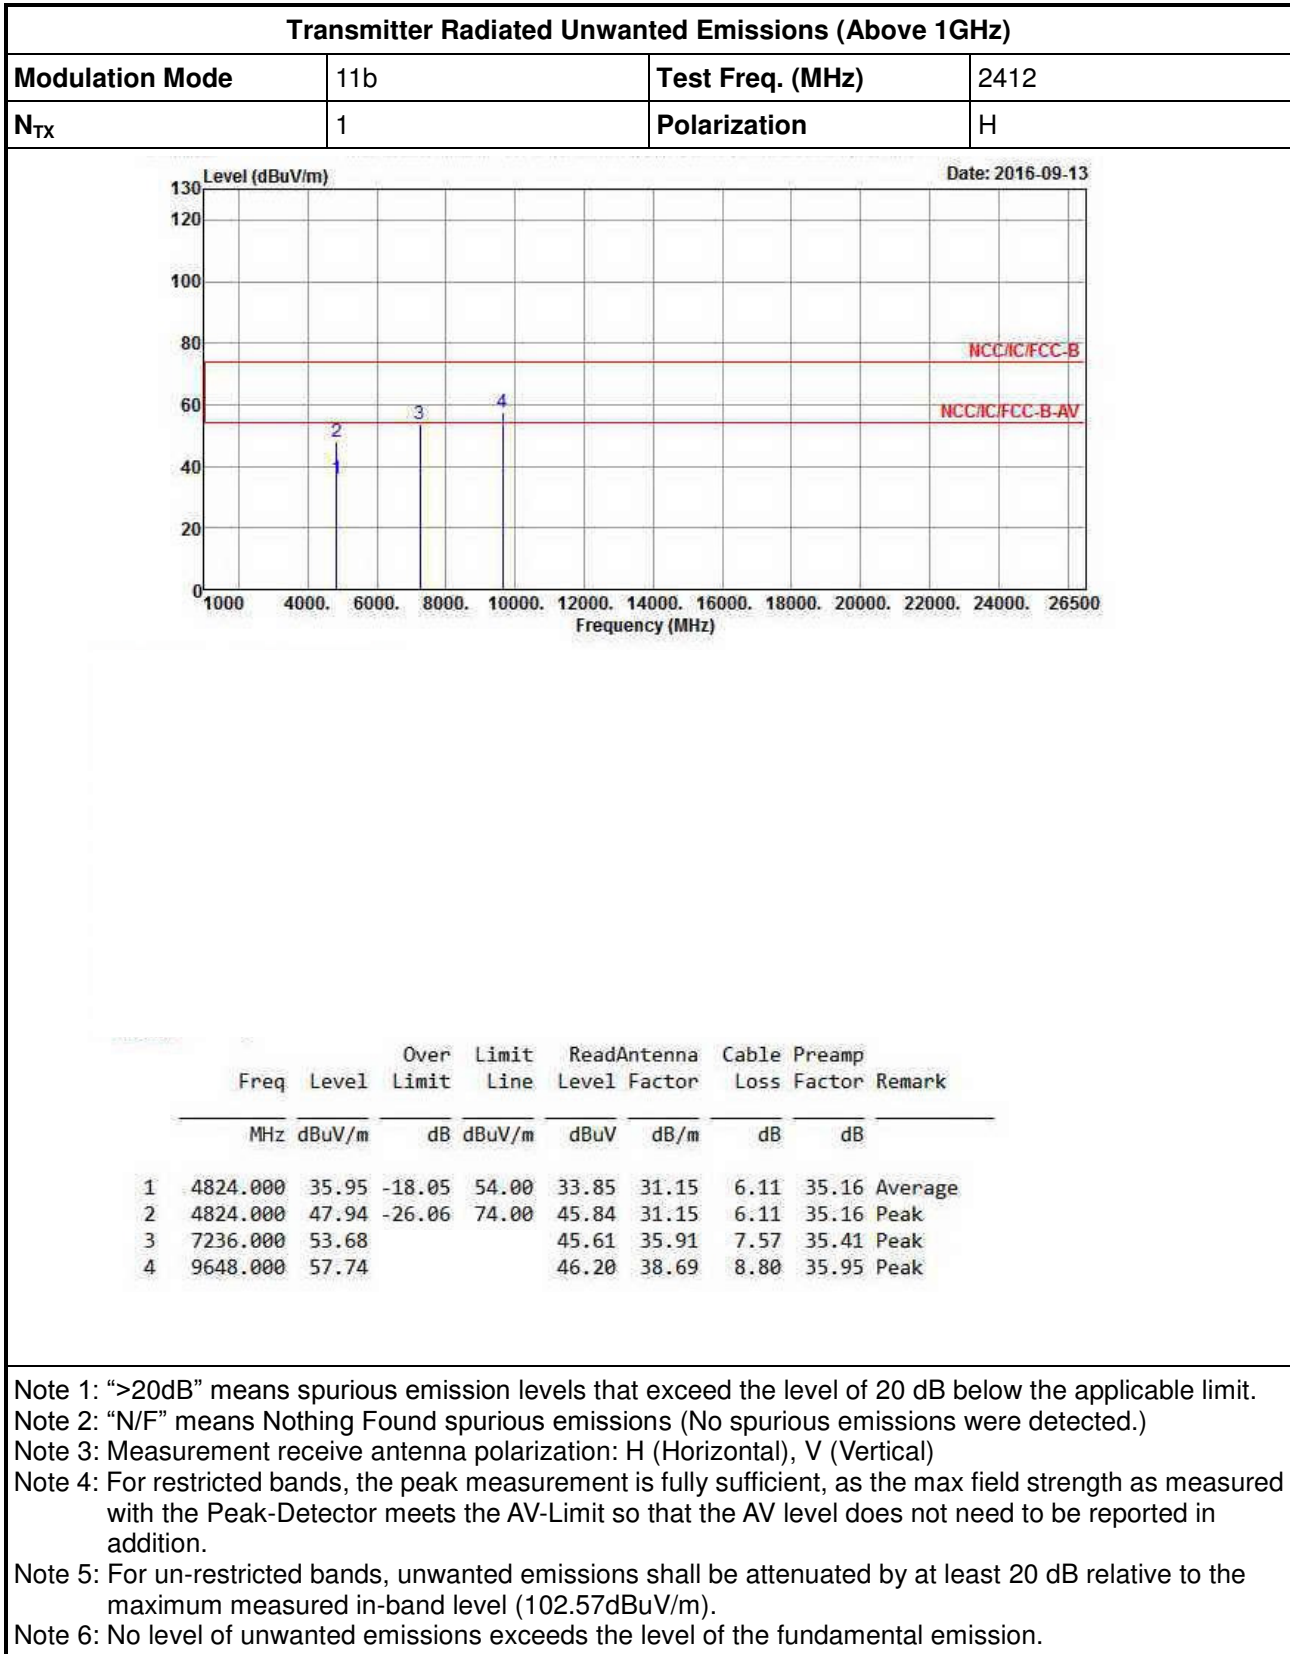 Transmitter Radiated Unwanted Emissions (Above 1GHz)
Modulation Mode 11b Test Freq. (MHz) 2412
NTX 1 Polarization H
Level (dBuV/m) Date: 2016-09-13
130
120
100
80
60
40
20
0
NCC/IC/FCC-B
NCC/IC/FCC-B-AV
1
2
3
4
1000 4000. 6000. 8000. 10000. 12000. 14000. 16000. 18000. 20000. 22000. 24000. 26500
Frequency (MHz)
Over Limit ReadAntenna Cable Preamp
Freq Level Limit Line Level Factor Loss Factor Remark
MHz dBuV/m dB dBuV/m dBuV dB/m dB dB
1 4824.000 35.95 -18.05 54.00 33.85 31.15 6.11 35.16 Average
2 4824.000 47.94 -26.06 74.00 45.84 31.15 6.11 35.16 Peak
3 7236.000 53.68 45.61 35.91 7.57 35.41 Peak
4 9648.000 57.74 46.20 38.69 8.80 35.95 Peak
Note 1: “>20dB” means spurious emission levels that exceed the level of 20 dB below the applicable limit.
Note 2: “N/F” means Nothing Found spurious emissions (No spurious emissions were detected.)
Note 3: Measurement receive antenna polarization: H (Horizontal), V (Vertical)
Note 4: For restricted bands, the peak measurement is fully sufficient, as the max field strength as measured
with the Peak-Detector meets the AV-Limit so that the AV level does not need to be reported in
addition.
Note 5: For un-restricted bands, unwanted emissions shall be attenuated by at least 20 dB relative to the
maximum measured in-band level (102.57dBuV/m).
Note 6: No level of unwanted emissions exceeds the level of the fundamental emission.